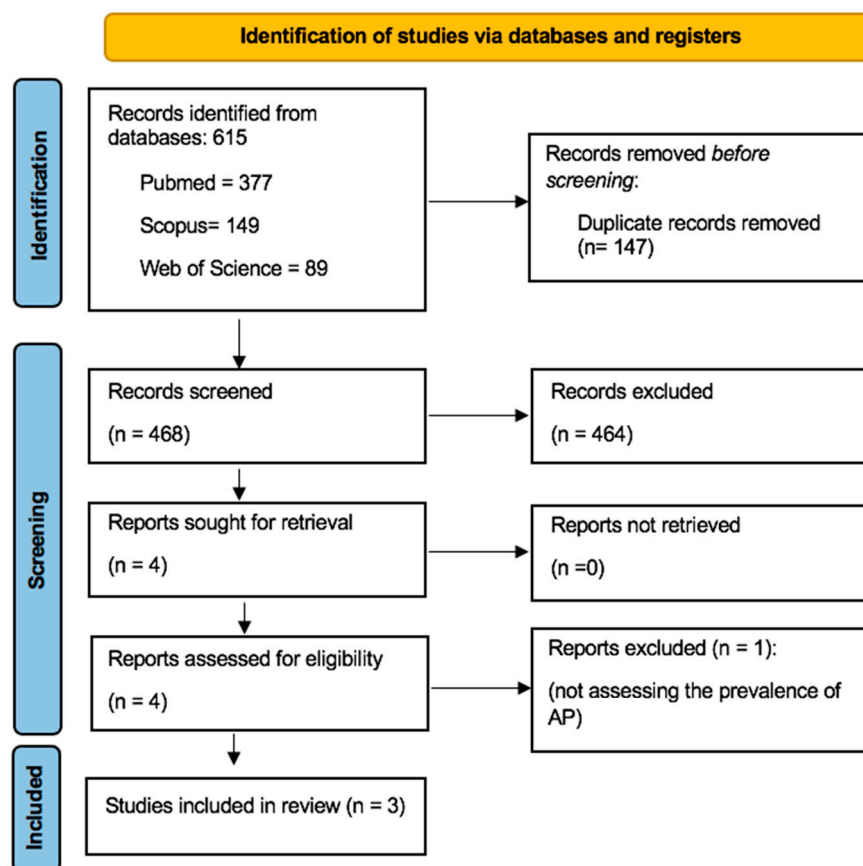 Identification of studies via databases and registers
Identification
Records identified from
databases: 615
Pubmed = 377
Scopus= 149
Web of Science = 89
Records removed before
screening:
Duplicate records removed
(n= 147)
Screening
Records screened
(n = 468)
Records excluded
(n = 464)
Reports sought for retrieval
(n = 4)
Reports not retrieved
(n =0)
Reports assessed for eligibility
(n = 4)
Reports excluded (n = 1):
(not assessing the prevalence of
AP)
Included
Studies included in review (n = 3)